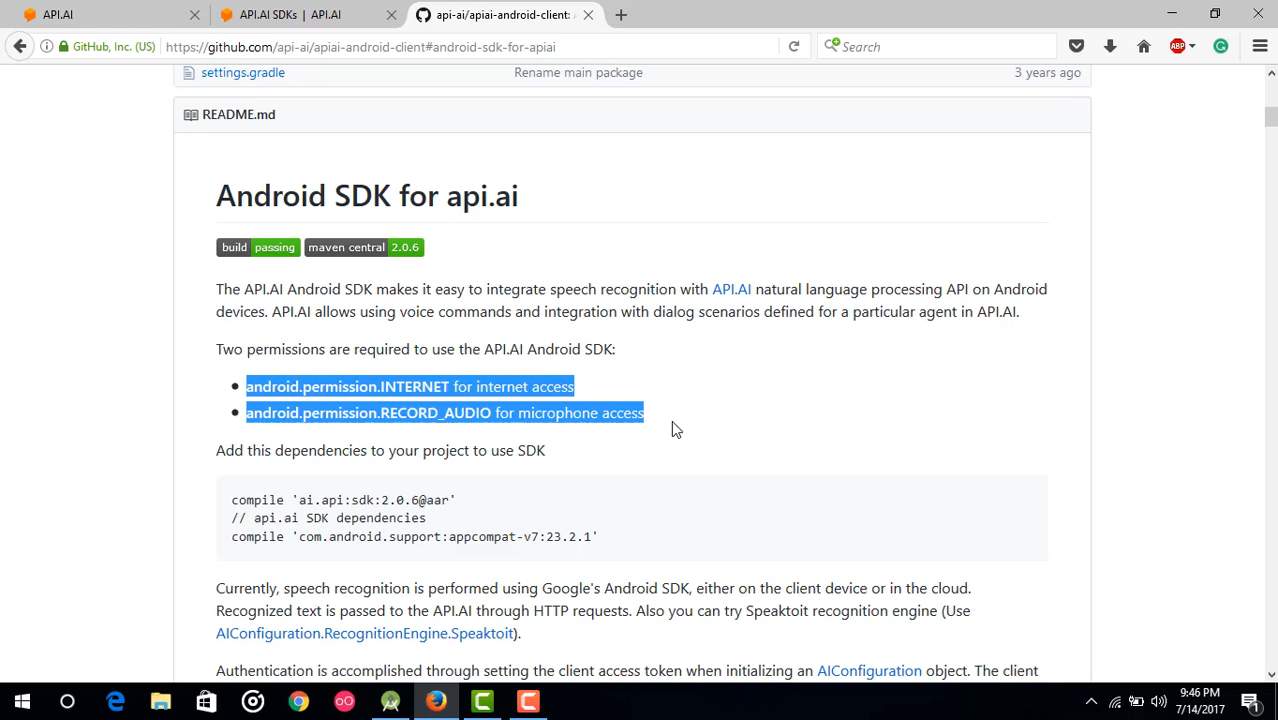 API.AI
API.AI SDKs | API.AI
api-ai/apiai-android-client:
GitHub, Inc. (US)
https://github.com/api-ai/apiai-android-client#android-sdk-for-apiai
Search
ABP
settings.gradle
Rename main package
3 years ago
README.md
Android SDK for api.ai
build passing
maven central 2.0.6
The API.AI Android SDK makes it easy to integrate speech recognition with API.AI natural language processing API on Android
devices. API.AI allows using voice commands and integration with dialog scenarios defined for a particular agent in API.AI.
Two permissions are required to use the API.AI Android SDK:
android.permission.INTERNET for internet access
android.permission.RECORD_AUDIO for microphone access
Add this dependencies to your project to use SDK
compile 'ai.api:sdk:2.0.6@aar'
// api.ai SDK dependencies
compile 'com.android.support:appcompat-v7:23.2.1'
Currently, speech recognition is performed using Google's Android SDK, either on the client device or in the cloud.
Recognized text is passed to the API.AI through HTTP requests. Also you can try Speaktoit recognition engine (Use
AIConfiguration.RecognitionEngine.Speaktoit).
Authentication is accomplished through setting the client access token when initializing an AIConfiguration object. The client
9:46 PM
7/14/2017